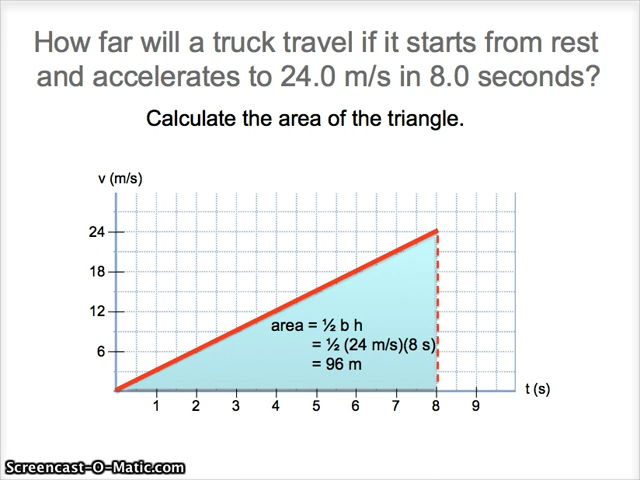 How far will a truck travel if it starts from rest
and accelerates to 24.0 m/s in 8.0 seconds?
Calculate the area of the triangle.
v (m/s)
24
18
12
6
area = ½ b h
= ½ (24 m/s)(8 s)
= 96 m
t (s)
1 2 3 4 5 6 7 8 9
Screencast-O-Matic.com